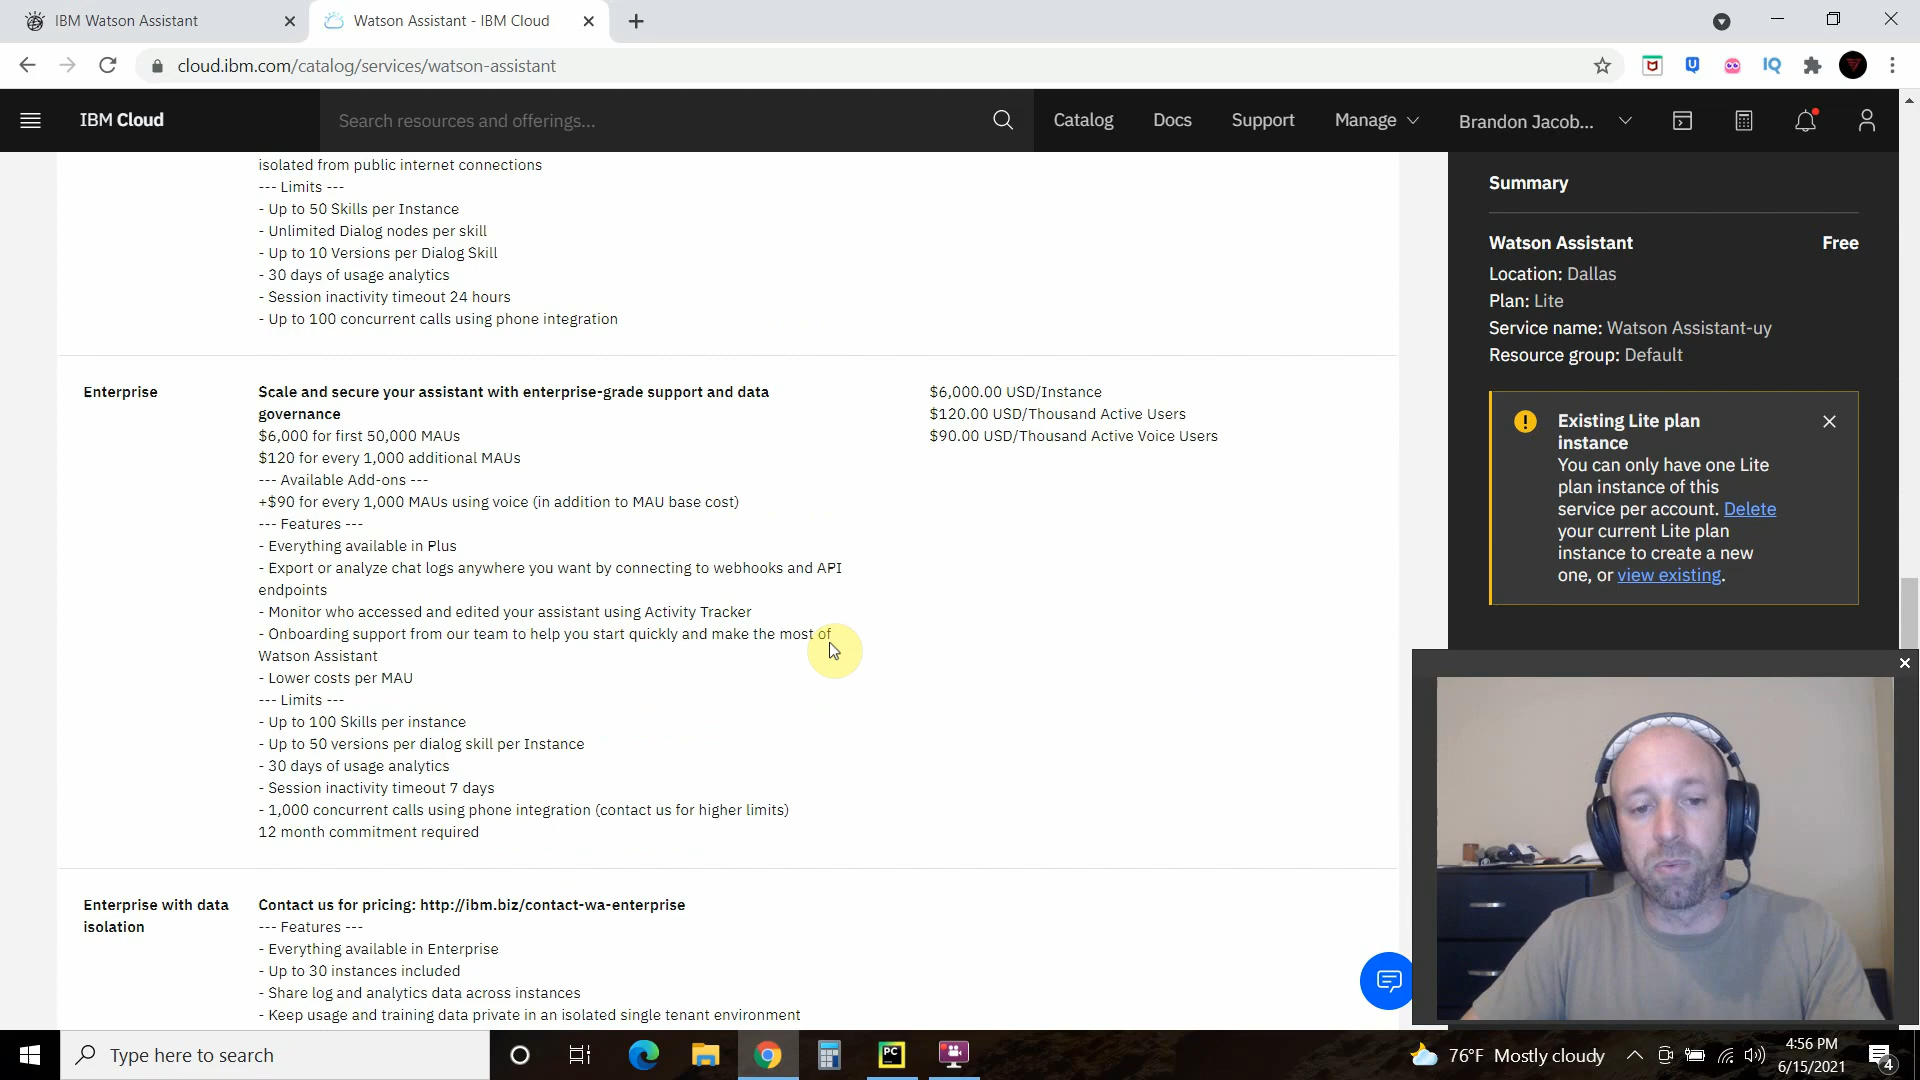 IBM Watson Assistant
Watson Assistant - IBM Cloud
cloud.ibm.com/catalog/services/watson-assistant
IBM Cloud
Search resources and offerings...
Catalog
Docs
Support
Manage
Brandon Jacob...
isolated from public internet connections
--- Limits ---
- Up to 50 Skills per Instance
- Unlimited Dialog nodes per skill
- Up to 10 Versions per Dialog Skill
- 30 days of usage analytics
- Session inactivity timeout 24 hours
- Up to 100 concurrent calls using phone integration
Enterprise
Scale and secure your assistant with enterprise-grade support and data
governance
$6,000 for first 50,000 MAUs
$120 for every 1,000 additional MAUs
--- Available Add-ons ---
+$90 for every 1,000 MAUs using voice (in addition to MAU base cost)
--- Features ---
- Everything available in Plus
- Export or analyze chat logs anywhere you want by connecting to webhooks and API
endpoints
- Monitor who accessed and edited your assistant using Activity Tracker
- Onboarding support from our team to help you start quickly and make the most of
Watson Assistant
- Lower costs per MAU
--- Limits ---
- Up to 100 Skills per instance
- Up to 50 versions per dialog skill per Instance
- 30 days of usage analytics
- Session inactivity timeout 7 days
- 1,000 concurrent calls using phone integration (contact us for higher limits)
12 month commitment required
$6,000.00 USD/Instance
$120.00 USD/Thousand Active Users
$90.00 USD/Thousand Active Voice Users
Enterprise with data
isolation
Contact us for pricing: http://ibm.biz/contact-wa-enterprise
--- Features ---
- Everything available in Enterprise
- Up to 30 instances included
- Share log and analytics data across instances
- Keep usage and training data private in an isolated single tenant environment
Summary
Watson Assistant Free
Location: Dallas
Plan: Lite
Service name: Watson Assistant-uy
Resource group: Default
Existing Lite plan
instance
You can only have one Lite
plan instance of this
service per account. Delete
your current Lite plan
instance to create a new
one, or view existing.
Type here to search
PC
76°F Mostly cloudy
4:56 PM
6/15/2021
4
IQ